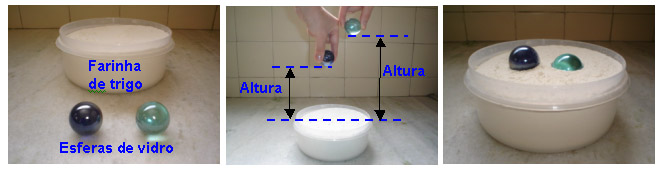 Farinha
de trigo
Esferas de vidro
Altura
Altura